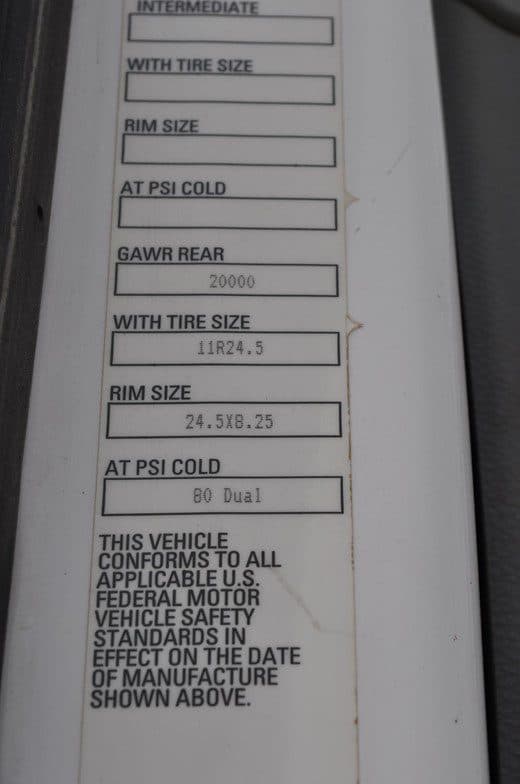 INTERMEDIATE
WITH TIRE SIZE
RIM SIZE
AT PSI COLD
GAWR REAR
20000
WITH TIRE SIZE
11R24.5
RIM SIZE
24.5X8.25
AT PSI COLD
80 Dual
THIS VEHICLE
CONFORMS TO ALL
APPLICABLE U.S.
FEDERAL MOTOR
VEHICLE SAFETY
STANDARDS IN
EFFECT ON THE DATE
OF MANUFACTURE
SHOWN ABOVE.